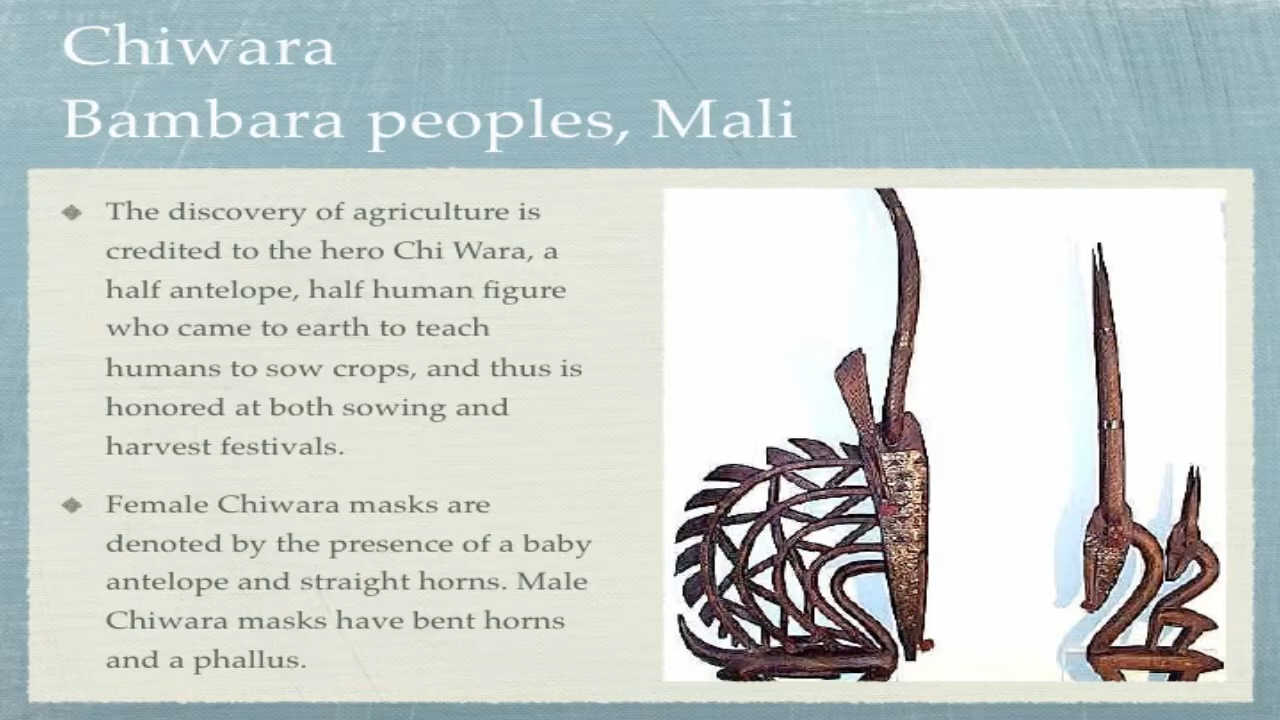 Chiwara
Bambara peoples, Mali
The discovery of agriculture is
credited to the hero Chi Wara, a
half antelope, half human figure
who came to earth to teach
humans to sow crops, and thus is
honored at both sowing and
harvest festivals.
Female Chiwara masks are
denoted by the presence of a baby
antelope and straight horns. Male
Chiwara masks have bent horns
and a phallus.